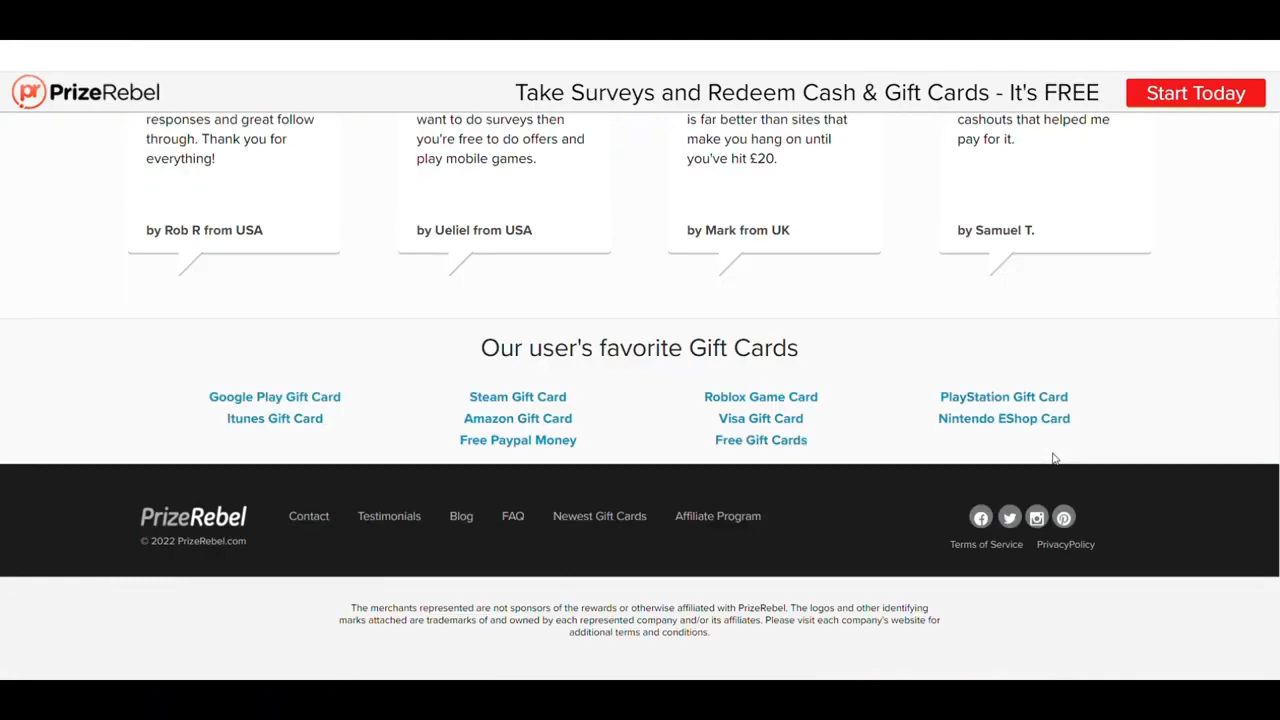 pr PrizeRebel
Take Surveys and Redeem Cash & Gift Cards - It's FREE
Start Today
responses and great follow
through. Thank you for
everything!
by Rob R from USA
want to do surveys then
you're free to do offers and
play mobile games.
by Ueliel from USA
is far better than sites that
make you hang on until
you've hit £20.
by Mark from UK
cashouts that helped me
pay for it.
by Samuel T.
Our user's favorite Gift Cards
Google Play Gift Card
Itunes Gift Card
Steam Gift Card
Amazon Gift Card
Free Paypal Money
Roblox Game Card
Visa Gift Card
Free Gift Cards
PlayStation Gift Card
Nintendo EShop Card
PrizeRebel
© 2022 PrizeRebel.com
Contact
Testimonials
Blog
FAQ
Newest Gift Cards
Affiliate Program
Terms of Service
PrivacyPolicy
The merchants represented are not sponsors of the rewards or otherwise affiliated with PrizeRebel. The logos and other identifying
marks attached are trademarks of and owned by each represented company and/or its affiliates. Please visit each company's website for
additional terms and conditions.